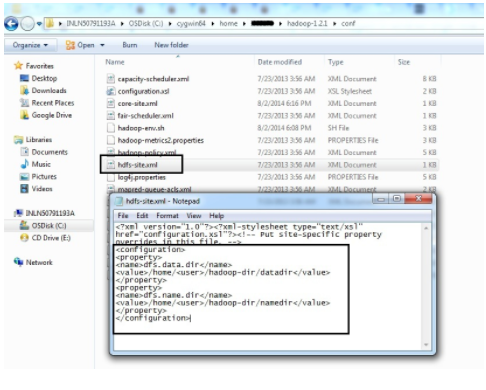 INLN50791193A ▸ OSDisk (C:) ▸ cygwin64 ▸ home ▸ ▸ hadoop-1.2.1 ▸ conf
Organize Open Burn New folder
Name Date modified Type Size
Favorites
Desktop
Downloads
Recent Places
Google Drive
Libraries
Documents
Music
Pictures
Videos
INLN50791193A
OSDisk (C:)
CD Drive (E:)
Network
capacity-scheduler.xml 7/23/2013 3:56 AM XML Document 8 KB
configuration.xsl 7/23/2013 3:56 AM XSL Stylesheet 2 KB
core-site.xml 8/2/2014 6:16 PM XML Document 1 KB
fair-scheduler.xml 7/23/2013 3:56 AM XML Document 1 KB
hadoop-env.sh 8/2/2014 6:08 PM SH File 3 KB
hadoop-metrics2.properties 7/23/2013 3:56 AM PROPERTIES File 3 KB
hadoop-policy.xml 7/23/2013 3:56 AM XML Document
hdfs-site.xml 7/23/2013 3:56 AM XML Document 1 KB
log4j.properties 7/23/2013 3:56 AM PROPERTIES File 5 KB
mapred-queue-acls.xml 7/23/2013 3:56 AM XML Document 2 KB
hdfs-site.xml - Notepad
File Edit Format View Help
<?xml version="1.0"?><?xml-stylesheet type="text/xsl"
href="configuration.xsl"?><!-- Put site-specific property
overrides in this file. -->
<configuration>
<property>
<name>dfs.data.dir</name>
<value>/home/<user>/hadoop-dir/datadir</value>
</property>
<property>
<name>dfs.name.dir</name>
<value>/home/<user>/hadoop-dir/namedir</value>
</property>
</configuration>